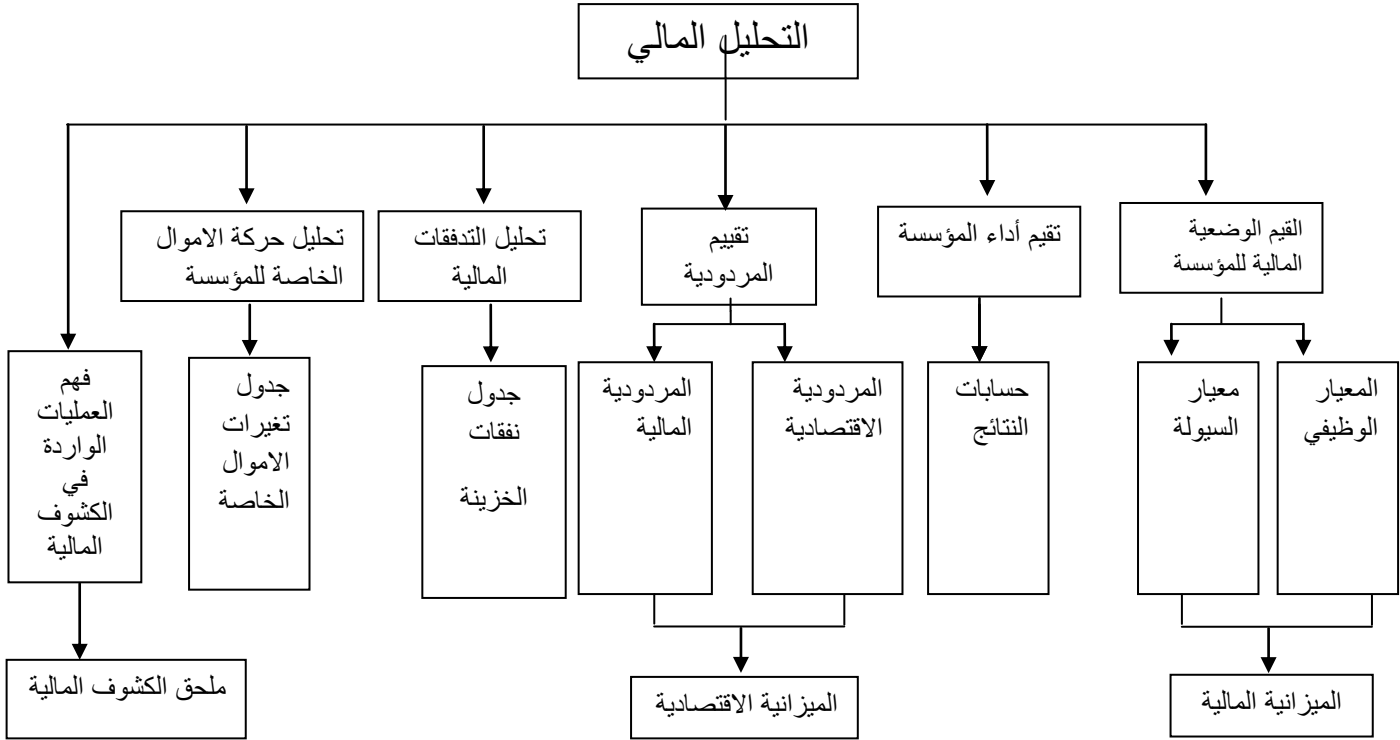 التحليل المالي
القيم الوضعية
المالية للمؤسسة
تقيم أداء المؤسسة
تقييم
المردودية
تحليل التدفقات
المالية
تحليل حركة الاموال
الخاصة للمؤسسة
المعيار
الوظيفي
معيار
السيولة
حسابات
النتائج
المردودية
الاقتصادية
المردودية
المالية
جدول
نفقات
الخزينة
جدول
تغيرات
الاموال
الخاصة
فهم
العمليات
الواردة
في
الكشوف
المالية
الميزانية المالية
الميزانية الاقتصادية
ملحق الكشوف المالية